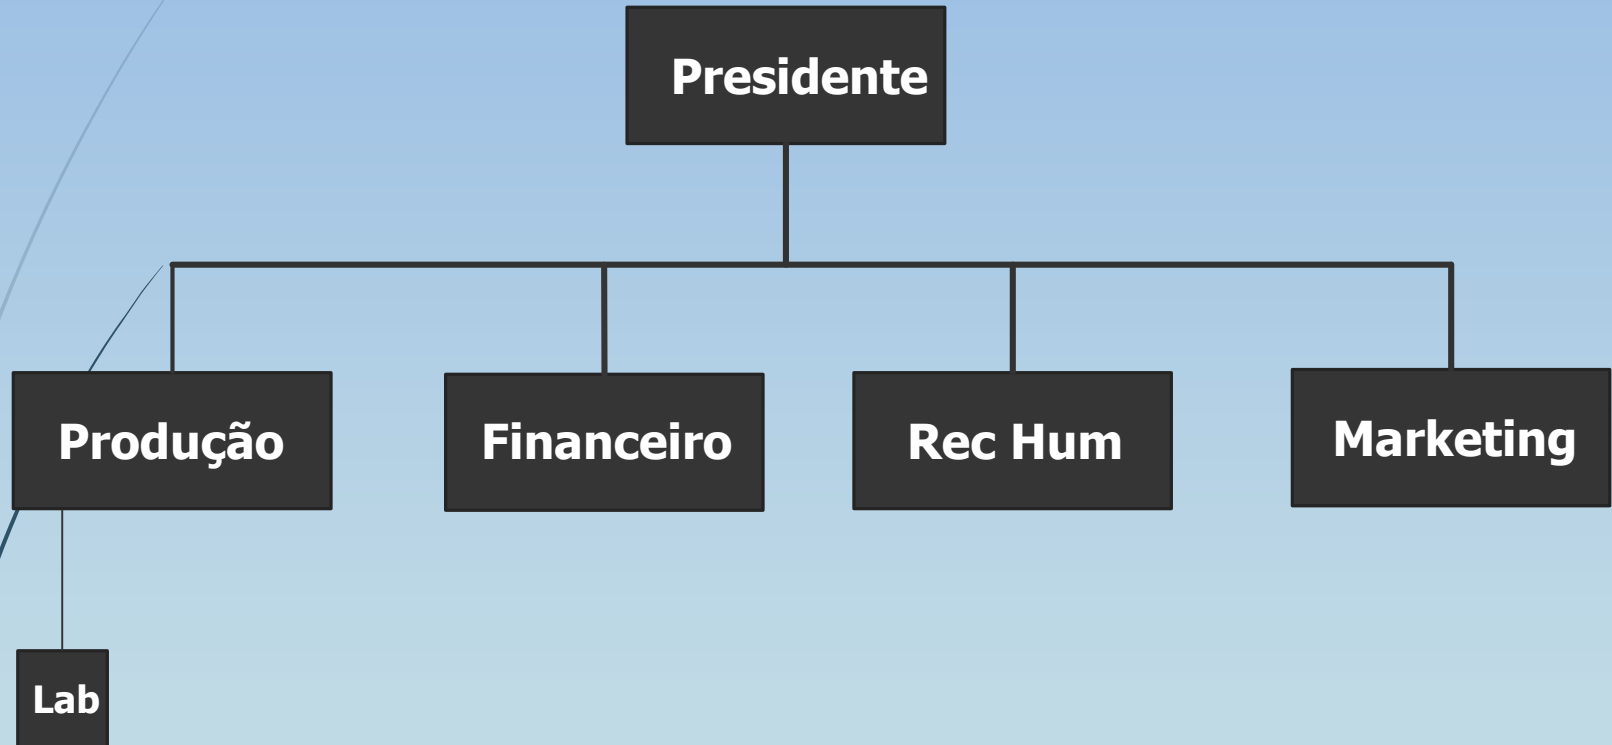 Presidente
Produção
Financeiro
Rec Hum
Marketing
Lab